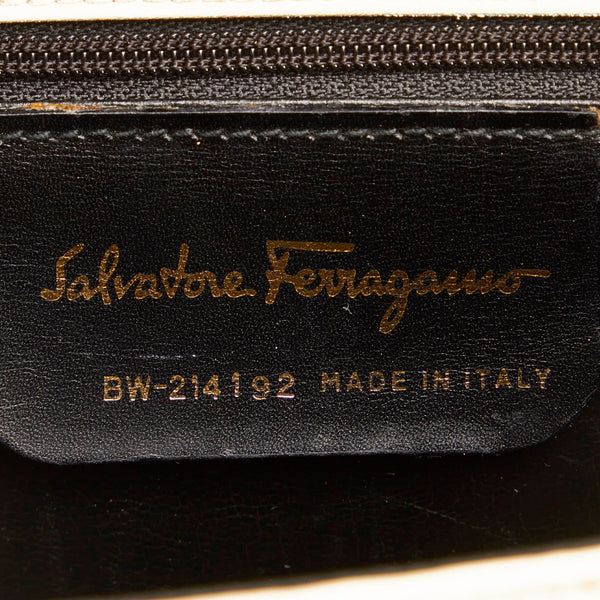 Salvatore Ferragamo
BW-214192 MADE IN ITALY